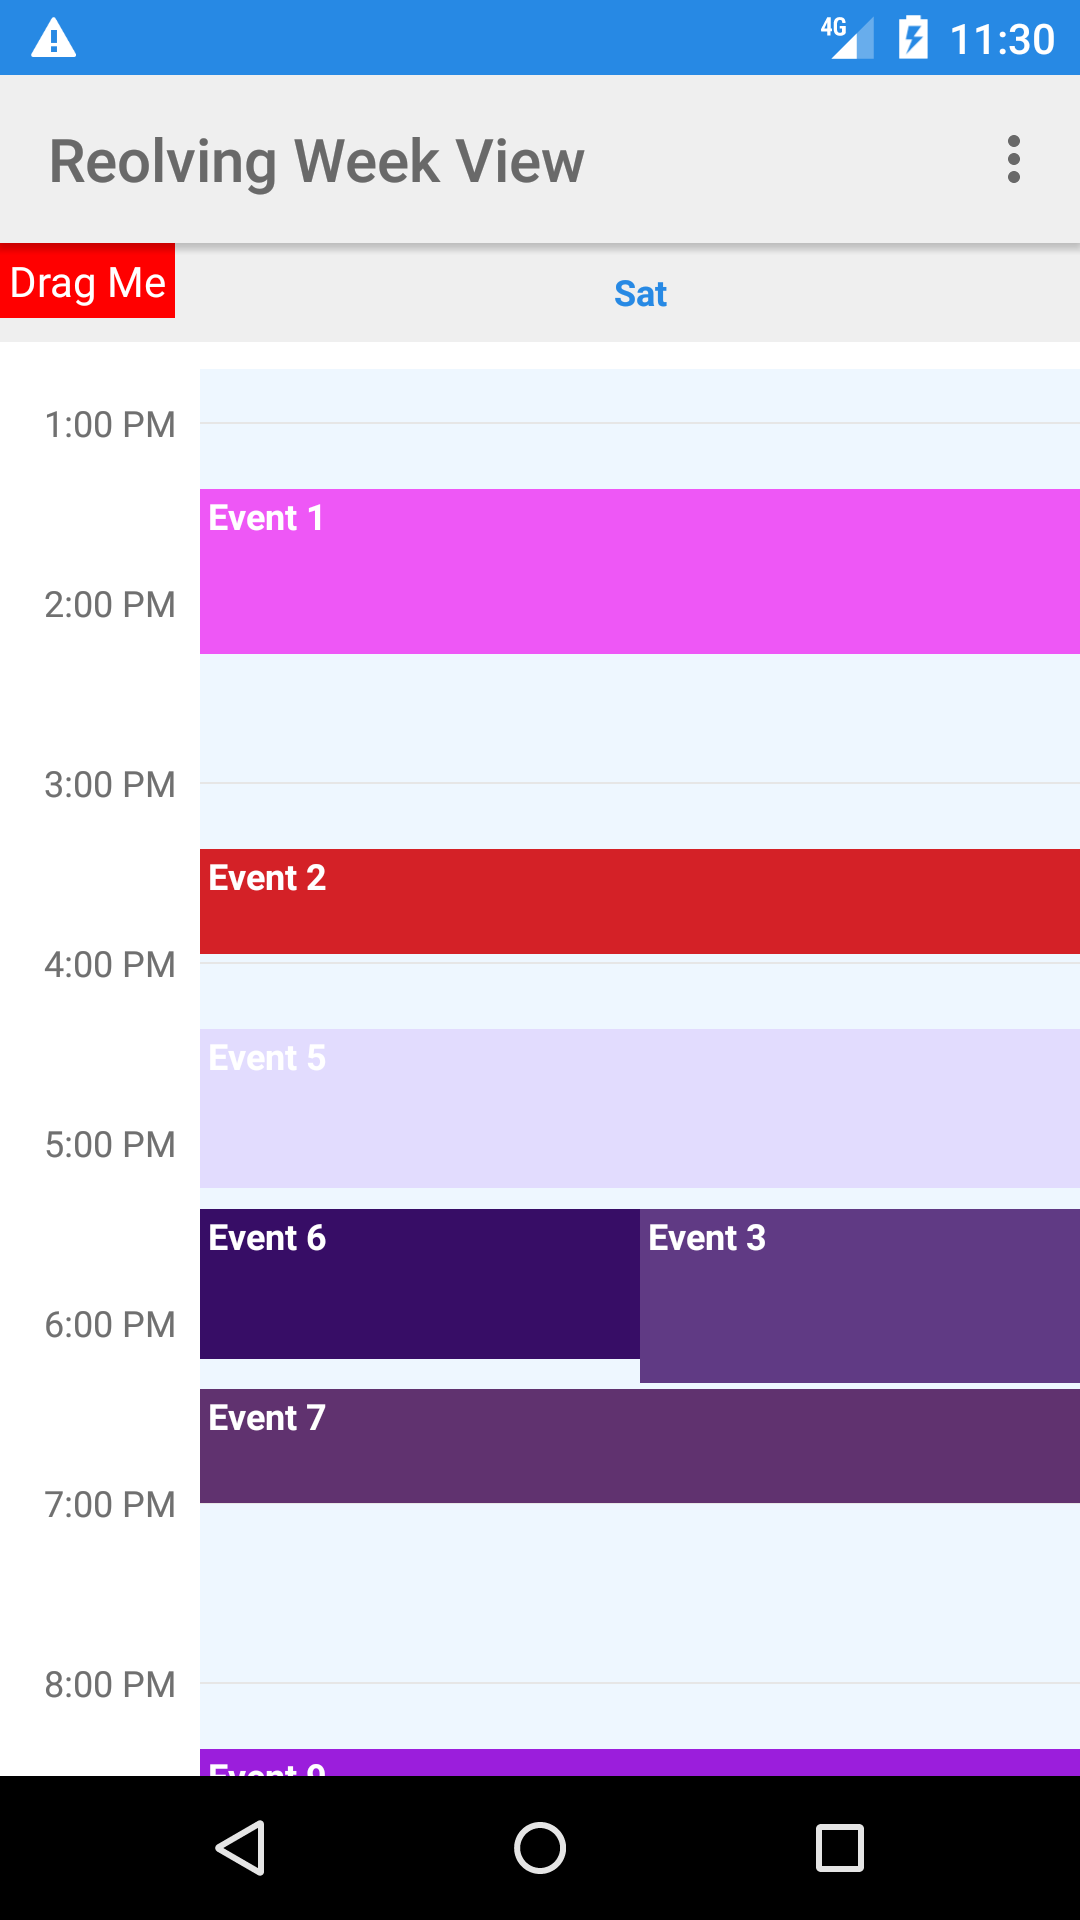 4G 11:30
Reolving Week View
Drag Me
Sat
1:00 PM
Event 1
2:00 PM
3:00 PM
Event 2
4:00 PM
Event 5
5:00 PM
Event 6 Event 3
6:00 PM
Event 7
7:00 PM
8:00 PM
Event 9